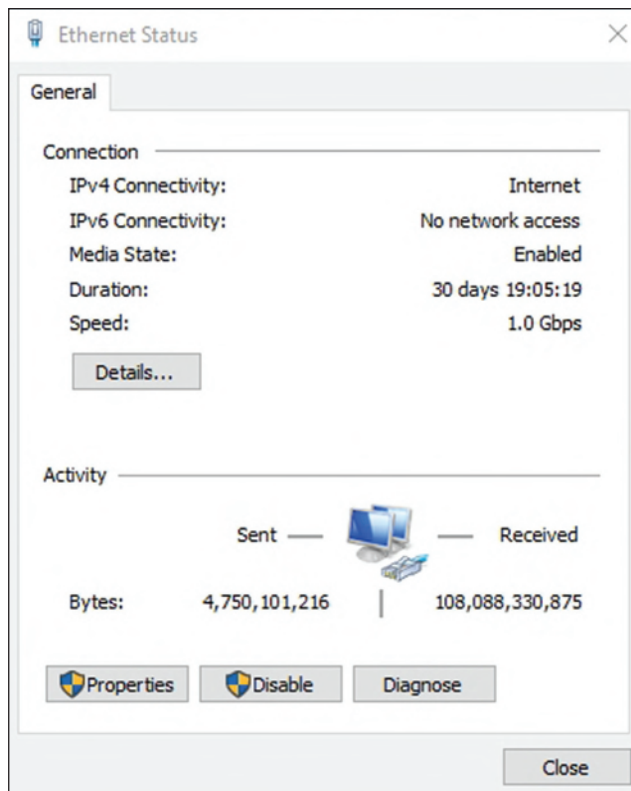 Ethernet Status
General
Connection
IPv4 Connectivity: Internet
IPv6 Connectivity: No network access
Media State: Enabled
Duration: 30 days 19:05:19
Speed: 1.0 Gbps
Details...
Activity
Sent Received
Bytes: 4,750,101,216 108,088,330,875
Properties Disable Diagnose
Close